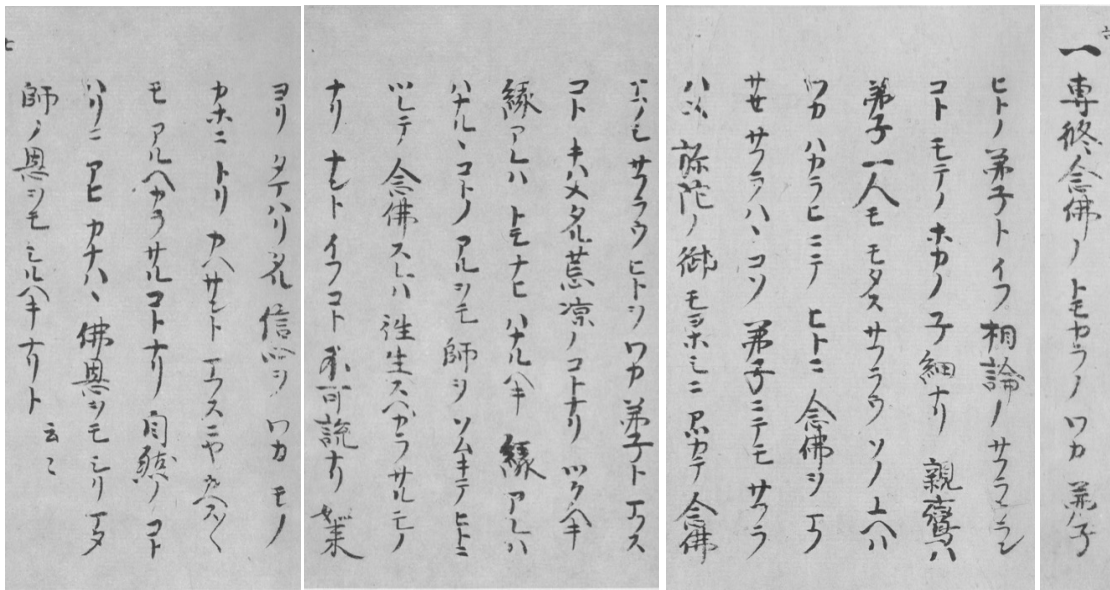 六
一 専修念佛ノトモカラノワカ弟子
ヒトノ弟子トイフ相論ノサフラフラン
コトモテノホカノ子細ナリ 親鸞ハ
弟子一人モモタスサフラウソノユヘハ
ワカハカラヒニテヒトニ念佛ヲマフ
サセサフラハヽコソ弟子ニテモサフラ
ハメ弥陀ノ御モヨホシニアツカテ念佛
マフシサフラウヒトヲワカ弟子トマフス
コトキハメタル荒凉ノコトナリツクヘキ
縁アレハトモナヒハナルヘキ縁アレハ
ハナルヽコトノアルヲモ師ヲソムキテヒトニ
ツレテ念佛スレハ徃生スヘカラサルモノ
ナリナントイフコト不可説ナリ如来
ヨリタマハリタル信心ヲワカモノ
カホニトリカヘサントマフスニヤカヘス〱
モアルヘカラサルコトナリ自然ノコト
ハリニアヒカナハヽ佛恩ヲモシリマタ
師ノ恩ヲモシルヘキナリト云々
七